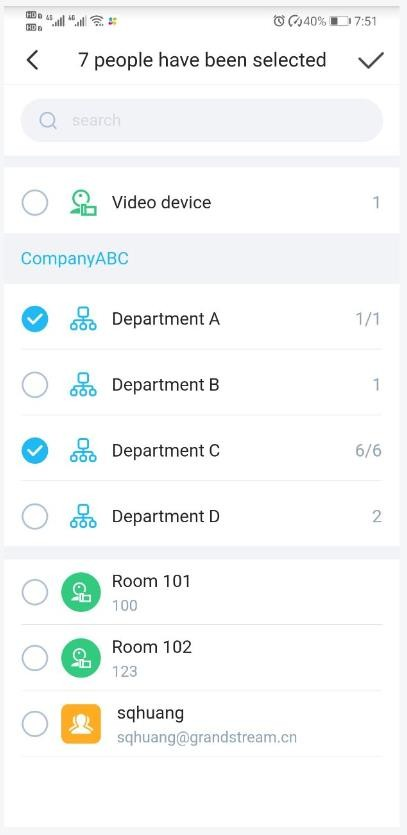 40% 7:51
7 people have been selected
search
Video device 1
CompanyABC
Department A 1/1
Department B 1
Department C 6/6
Department D 2
Room 101
100
Room 102
123
sqhuang
sqhuang@grandstream.cn